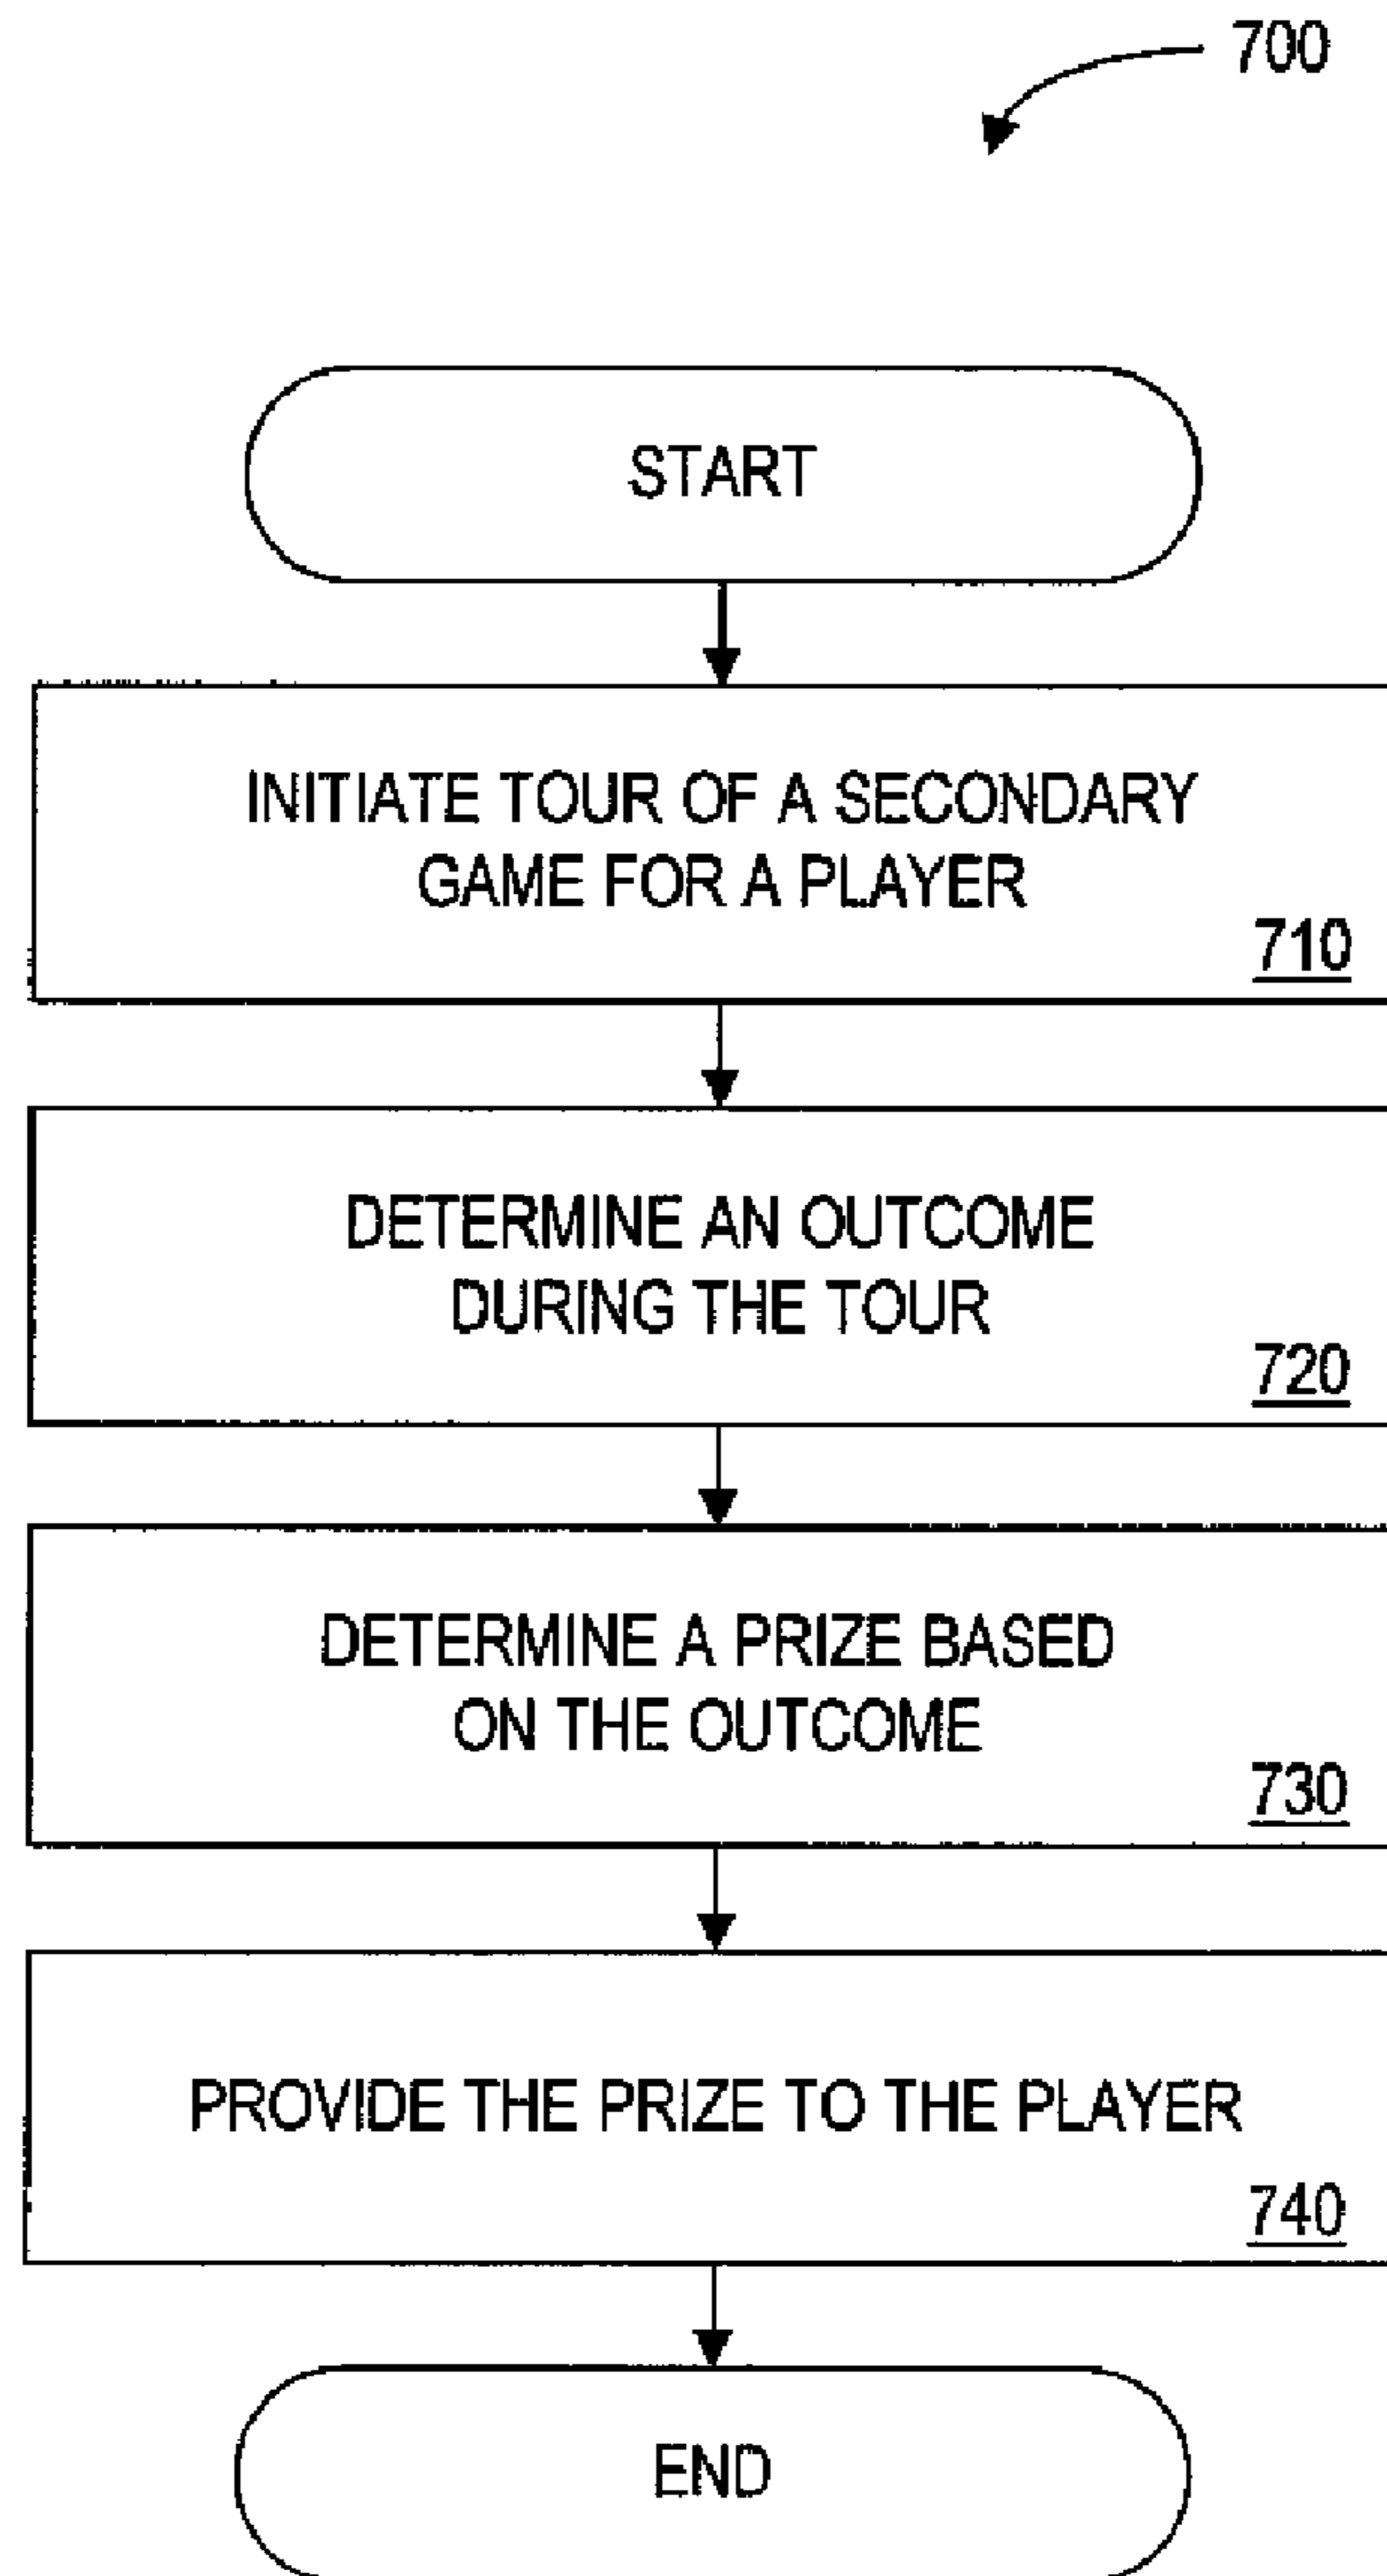 700
START
INITIATE TOUR OF A SECONDARY
GAME FOR A PLAYER
710
DETERMINE AN OUTCOME
DURING THE TOUR
720
DETERMINE A PRIZE BASED
ON THE OUTCOME
730
PROVIDE THE PRIZE TO THE PLAYER
740
END